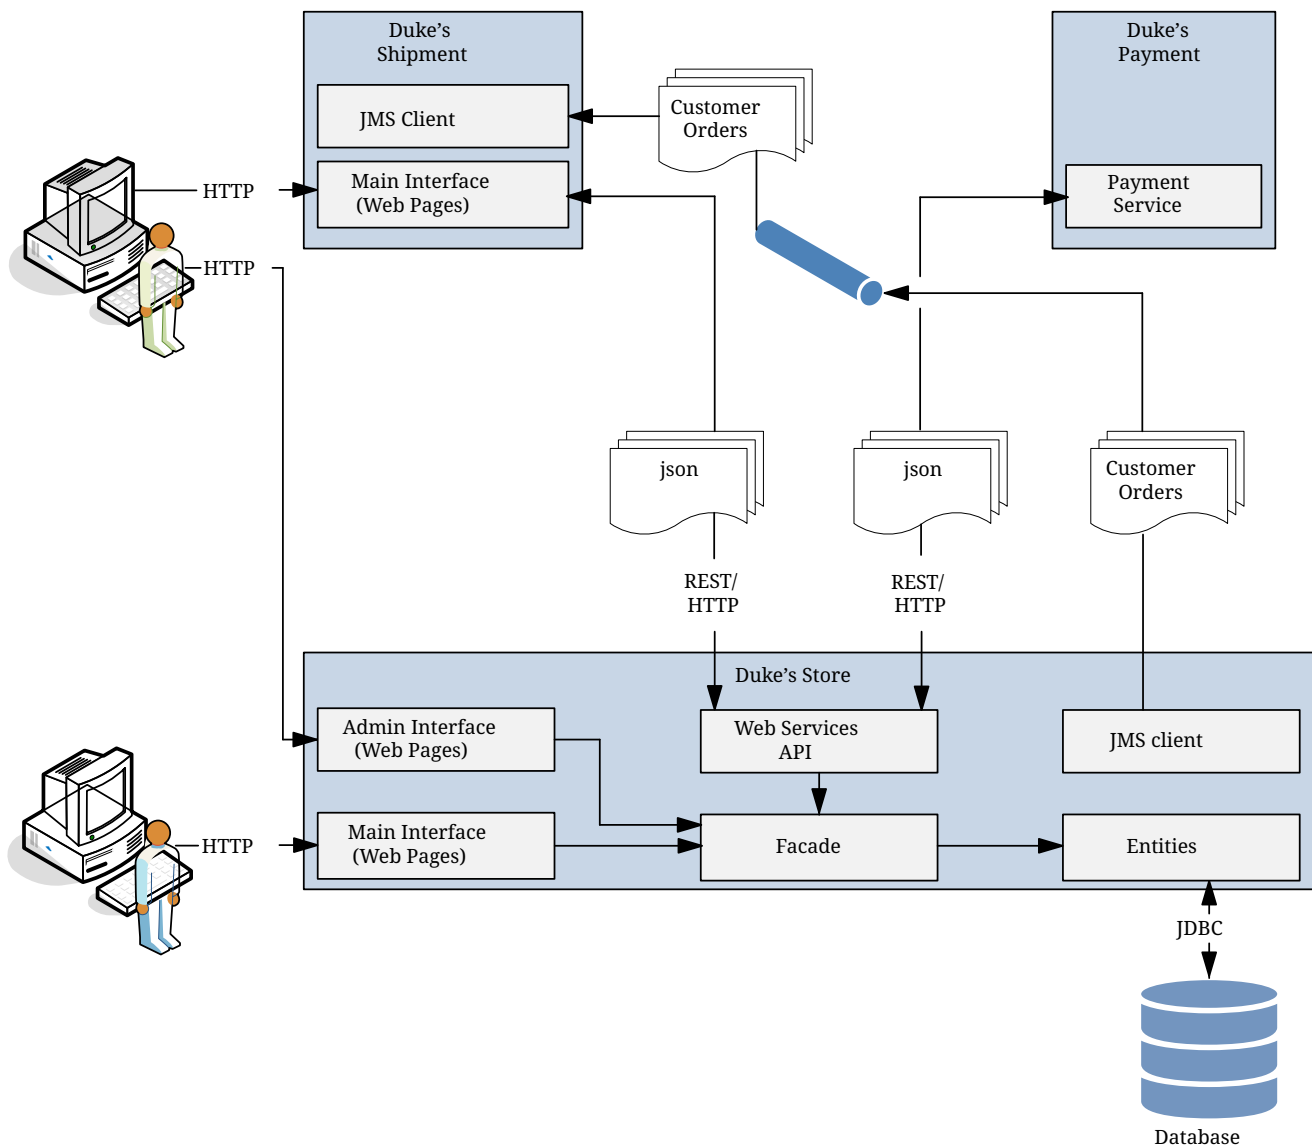 Duke’s
Shipment
JMS Client
Main Interface
(Web Pages)
Customer
Orders
Duke’s
Payment
Payment
Service
HTTP
HTTP
json
json
Customer
Orders
REST/
HTTP
REST/
HTTP
Duke’s Store
Admin Interface
(Web Pages)
Web Services
API
JMS client
Main Interface
(Web Pages)
Facade
Entities
HTTP
JDBC
Database